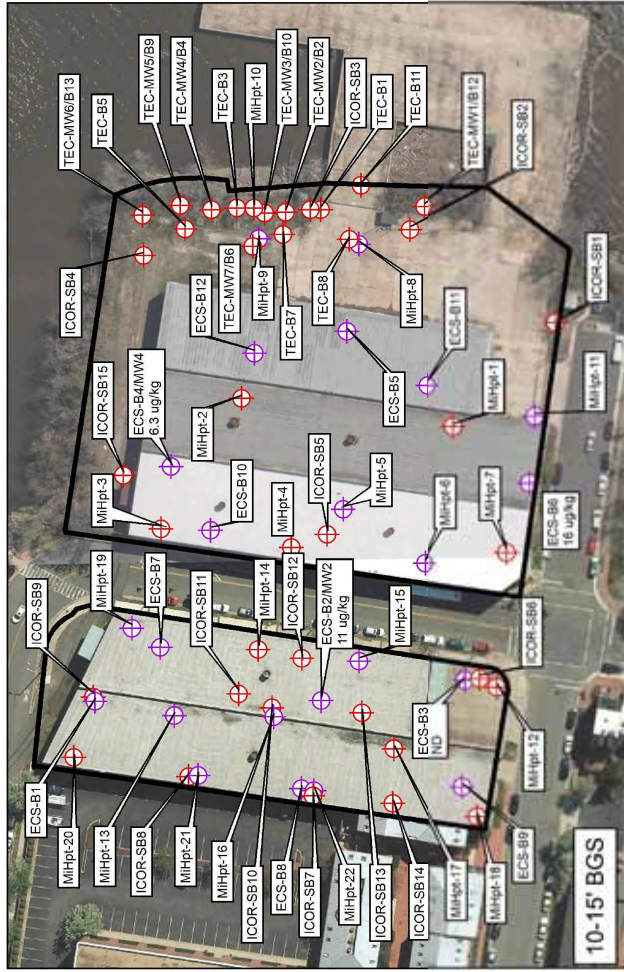 TEC-MW6/B13
TEC-B5
TEC-MW5/B9
TEC-MW4/B4
TEC-B3
MiHpt-10
TEC-MW3/B10
TEC-MW2/B2
ICOR-SB3
TEC-B1
TEC-B11
TEC-MW1/B12
ICOR-SB2
ICOR-SB4
ECS-B12
TEC-MW7/B6
MiHpt-9
TEC-B7
TEC-B8
MiHpt-8
ICOR-SB1
ICOR-SB15
ECS-B4/MW4
6.3 ug/kg
MiHpt-2
ECS-B5
ECS-B11
MiHpt-1
MiHpt-11
MiHpt-3
ECS-B10
MiHpt-4
ICOR-SB5
MiHpt-5
MiHpt-6
MiHpt-7
ECS-B6
16 ug/kg
ICOR-SB9
MiHpt-19
ECS-B7
ICOR-SB11
MiHpt-14
ICOR-SB12
ECS-B2/MW2
11 ug/kg
MiHpt-15
ICOR-SB6
ECS-B3
ND
MiHpt-12
ECS-B1
MiHpt-20
MiHpt-13
ICOR-SB8
MiHpt-21
MiHpt-16
ICOR-SB10
ECS-B8
ICOR-SB7
MiHpt-22
ICOR-SB13
ICOR-SB14
MiHpt-17
MiHpt-18
ECS-B9
10-15' BGS